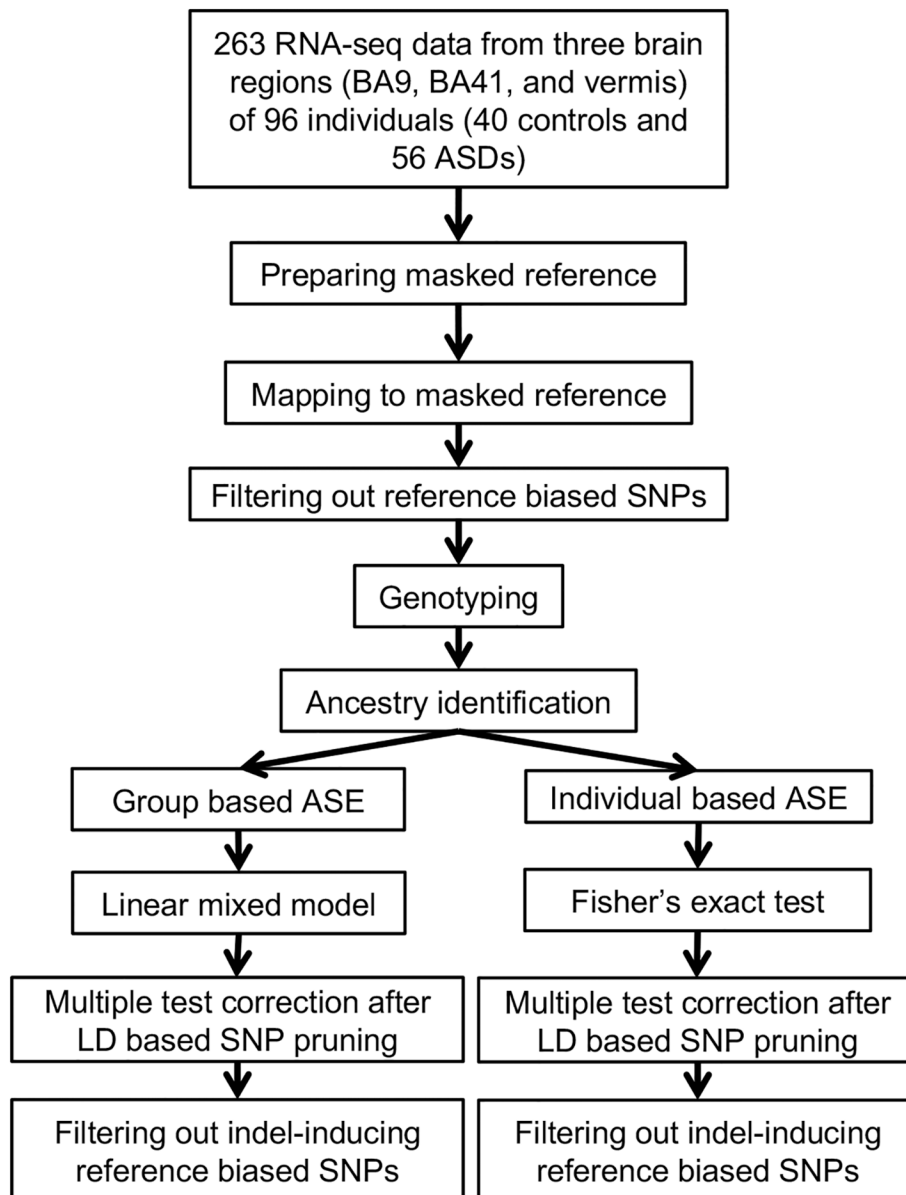 263 RNA-seq data from three brain
regions (BA9, BA41, and vermis)
of 96 individuals (40 controls and
56 ASDs)
Preparing masked reference
Mapping to masked reference
Filtering out reference biased SNPs
Genotyping
Ancestry identification
Group based ASE
Linear mixed model
Multiple test correction after
LD based SNP pruning
Filtering out indel-inducing
reference biased SNPs
Individual based ASE
Fisher's exact test
Multiple test correction after
LD based SNP pruning
Filtering out indel-inducing
reference biased SNPs